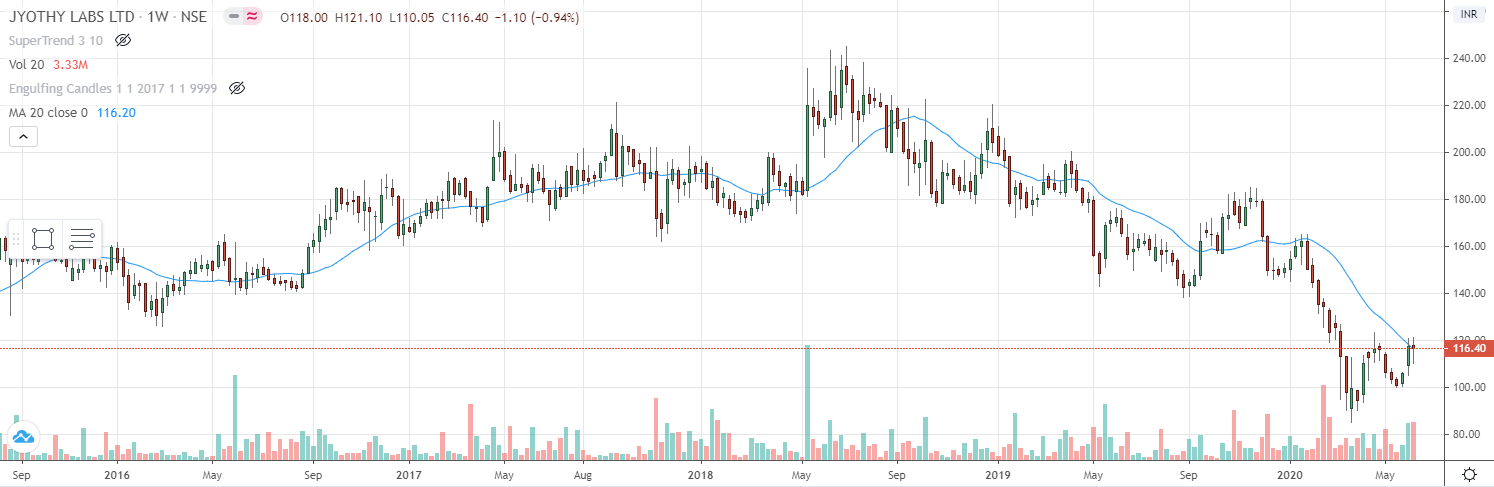 JYOTHY LABS LTD · 1W · NSE O118.00 H121.10 L110.05 C116.40 −1.10 (−0.94%)
INR
SuperTrend 3 10
Vol 20 3.33M
Engulfing Candles 1 1 2017 1 1 9999
MA 20 close 0 116.20
240.00
220.00
200.00
180.00
160.00
140.00
120.00
116.40
100.00
80.00
Sep 2016 May Sep 2017 May Aug 2018 May Sep 2019 May Sep 2020 May